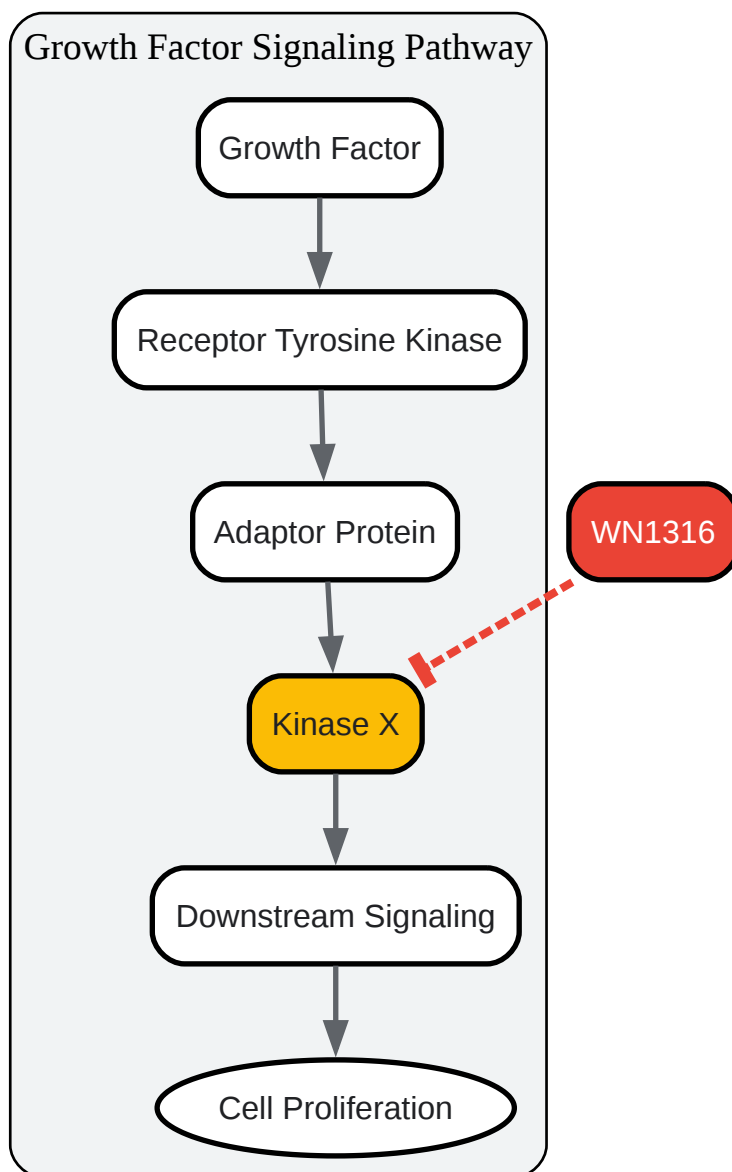 Growth Factor Signaling Pathway
Growth Factor
Receptor Tyrosine Kinase
Adaptor Protein
WN1316
Kinase X
Downstream Signaling
Cell Proliferation